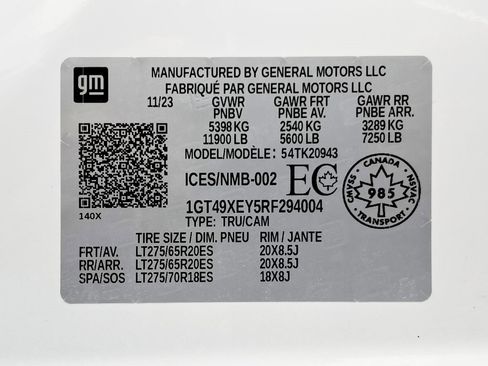 gm
MANUFACTURED BY GENERAL MOTORS LLC
FABRIQUÉ PAR GENERAL MOTORS LLC
11/23 GVWR GAWR FRT GAWR RR
PNBV PNBE AV. PNBE ARR.
5398 KG 2540 KG 3289 KG
11900 LB 5600 LB 7250 LB
MODEL/MODÈLE: 54TK20943
ICES/NMB-002 EC
CANADA
CMVSS 985 NSVAC
TRANSPORT
140X
1GT49XEY5RF294004
TYPE: TRU/CAM
TIRE SIZE / DIM. PNEU RIM / JANTE
FRT/AV. LT275/65R20ES 20X8.5J
RR/ARR. LT275/65R20ES 20X8.5J
SPA/SOS LT275/70R18ES 18X8J